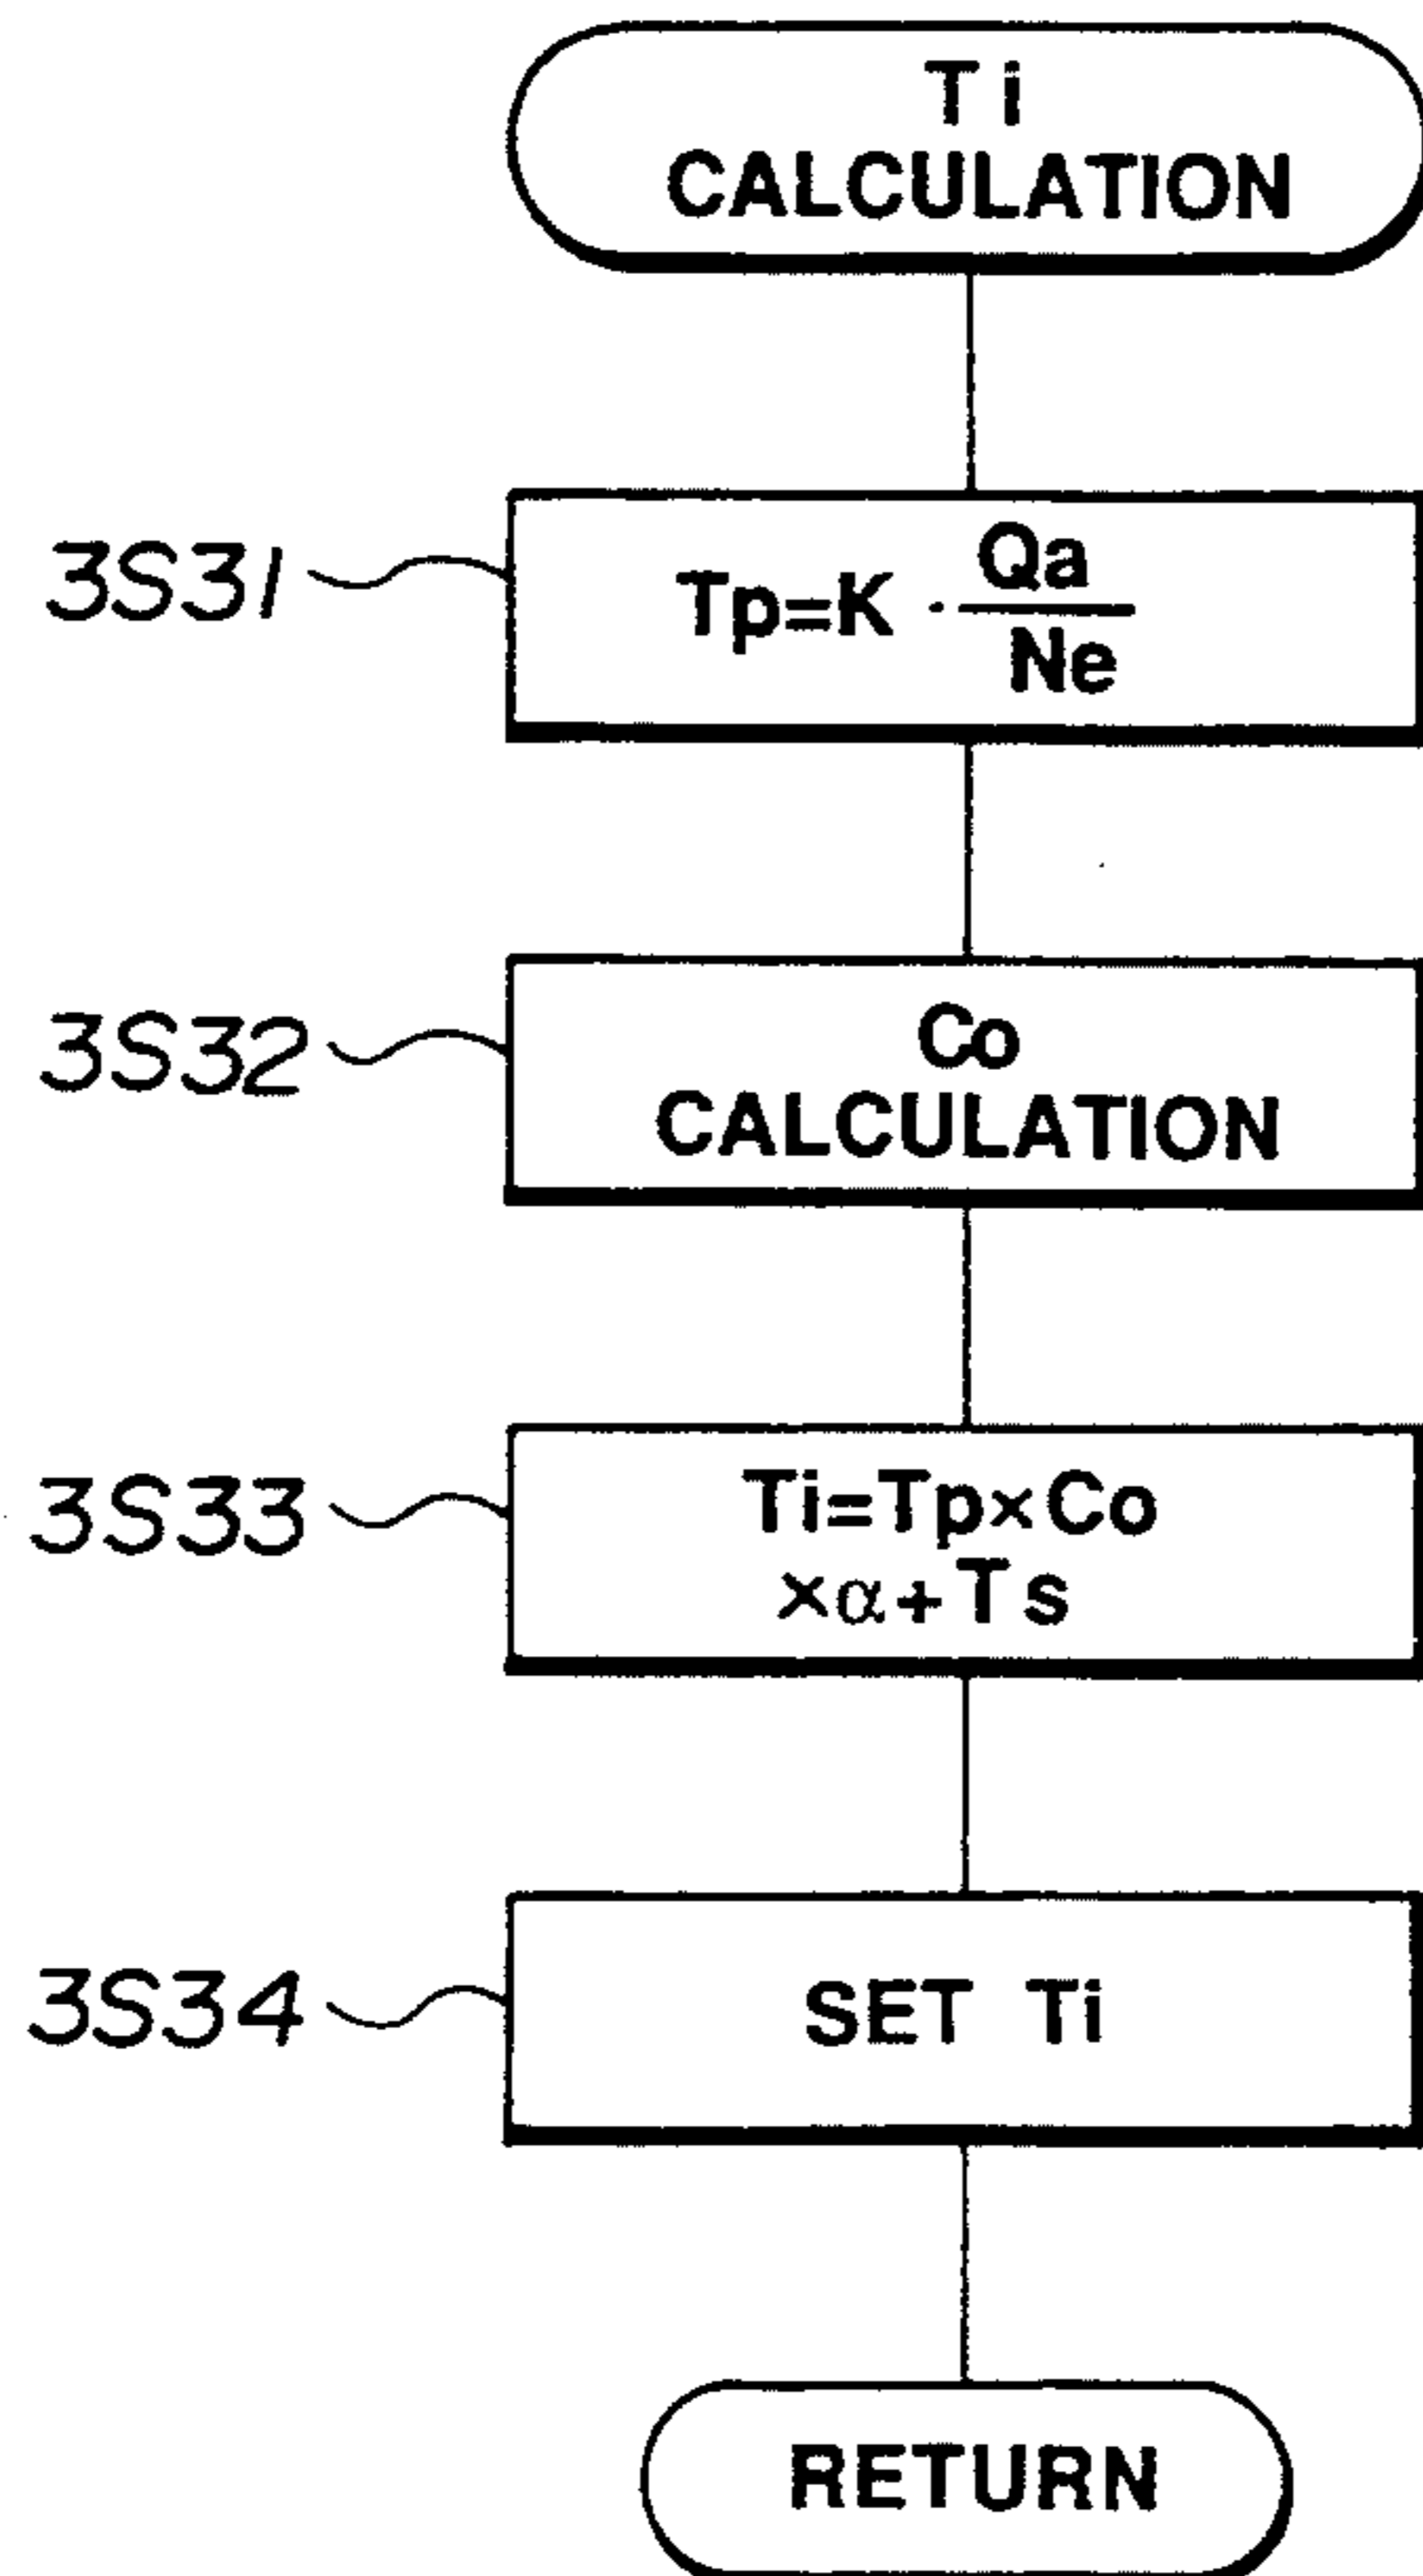 Ti
CALCULATION
3S31
Tp=K · Qa
Ne
3S32
Co
CALCULATION
3S33
Ti=Tp×Co
×α+Ts
3S34
SET Ti
RETURN